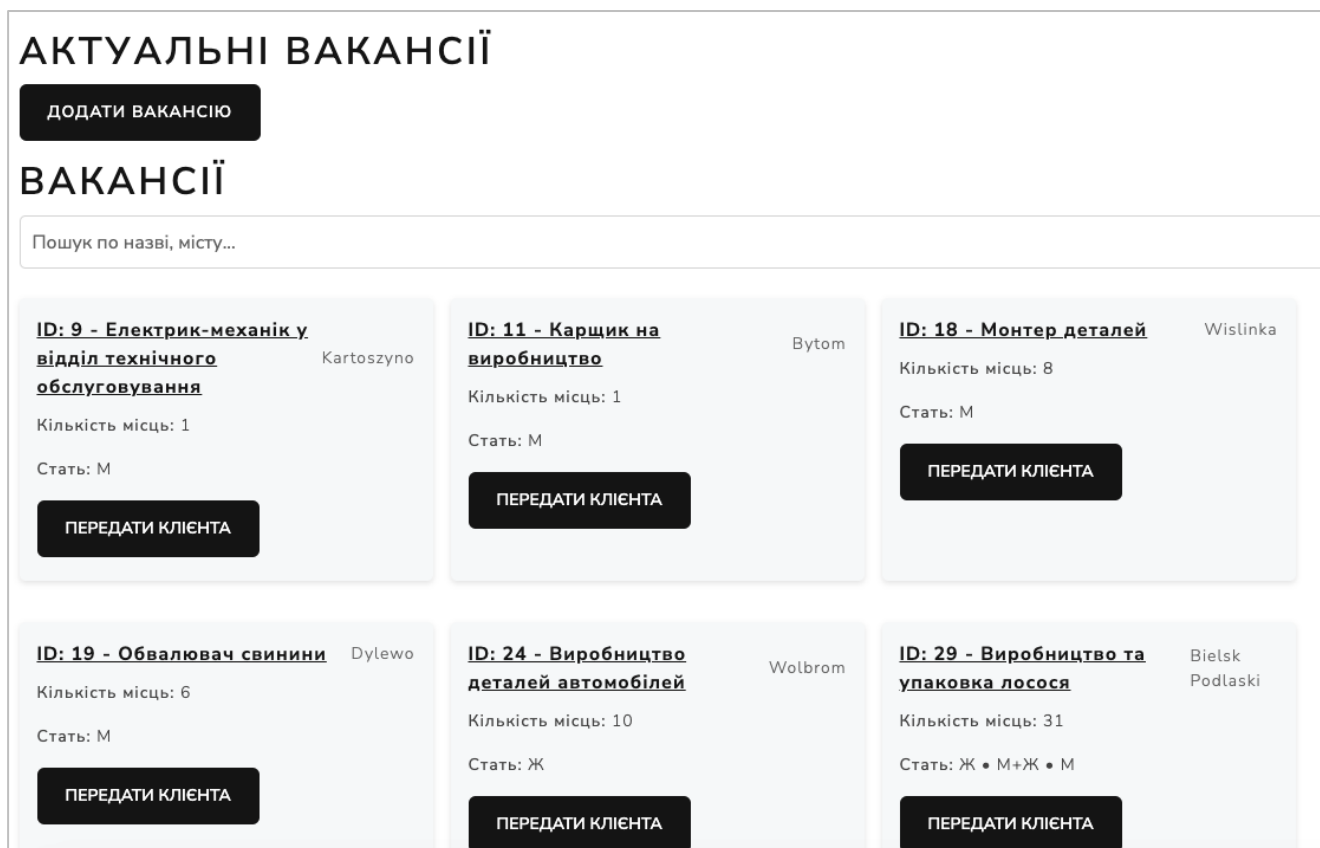 АКТУАЛЬНІ ВАКАНСІЇ
ДОДАТИ ВАКАНСІЮ
ВАКАНСІЇ
Пошук по назві, місту...
ID: 9 - Електрик-механік у
відділ технічного
обслуговування
Kartoszyno
Кількість місць: 1
Стать: М
ПЕРЕДАТИ КЛІЄНТА
ID: 11 - Карщик на
виробництво
Bytom
Кількість місць: 1
Стать: М
ПЕРЕДАТИ КЛІЄНТА
ID: 18 - Монтер деталей
Wislinka
Кількість місць: 8
Стать: М
ПЕРЕДАТИ КЛІЄНТА
ID: 19 - Обвалювач свинини
Dylewo
Кількість місць: 6
Стать: М
ПЕРЕДАТИ КЛІЄНТА
ID: 24 - Виробництво
деталей автомобілей
Wolbrom
Кількість місць: 10
Стать: Ж
ПЕРЕДАТИ КЛІЄНТА
ID: 29 - Виробництво та
упаковка лосося
Bielsk
Podlaski
Кількість місць: 31
Стать: Ж • М+Ж • М
ПЕРЕДАТИ КЛІЄНТА